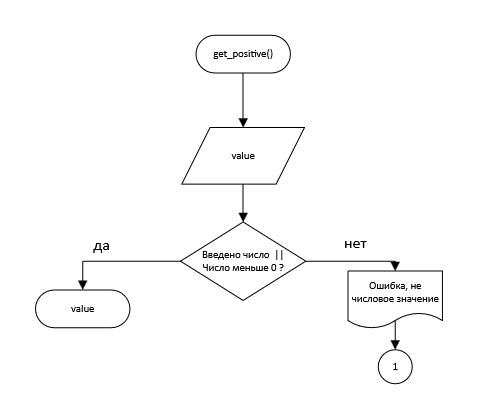 get_positive()
value
Введено число ||
Число меньше 0 ?
да
нет
value
Ошибка, не
числовое значение
1